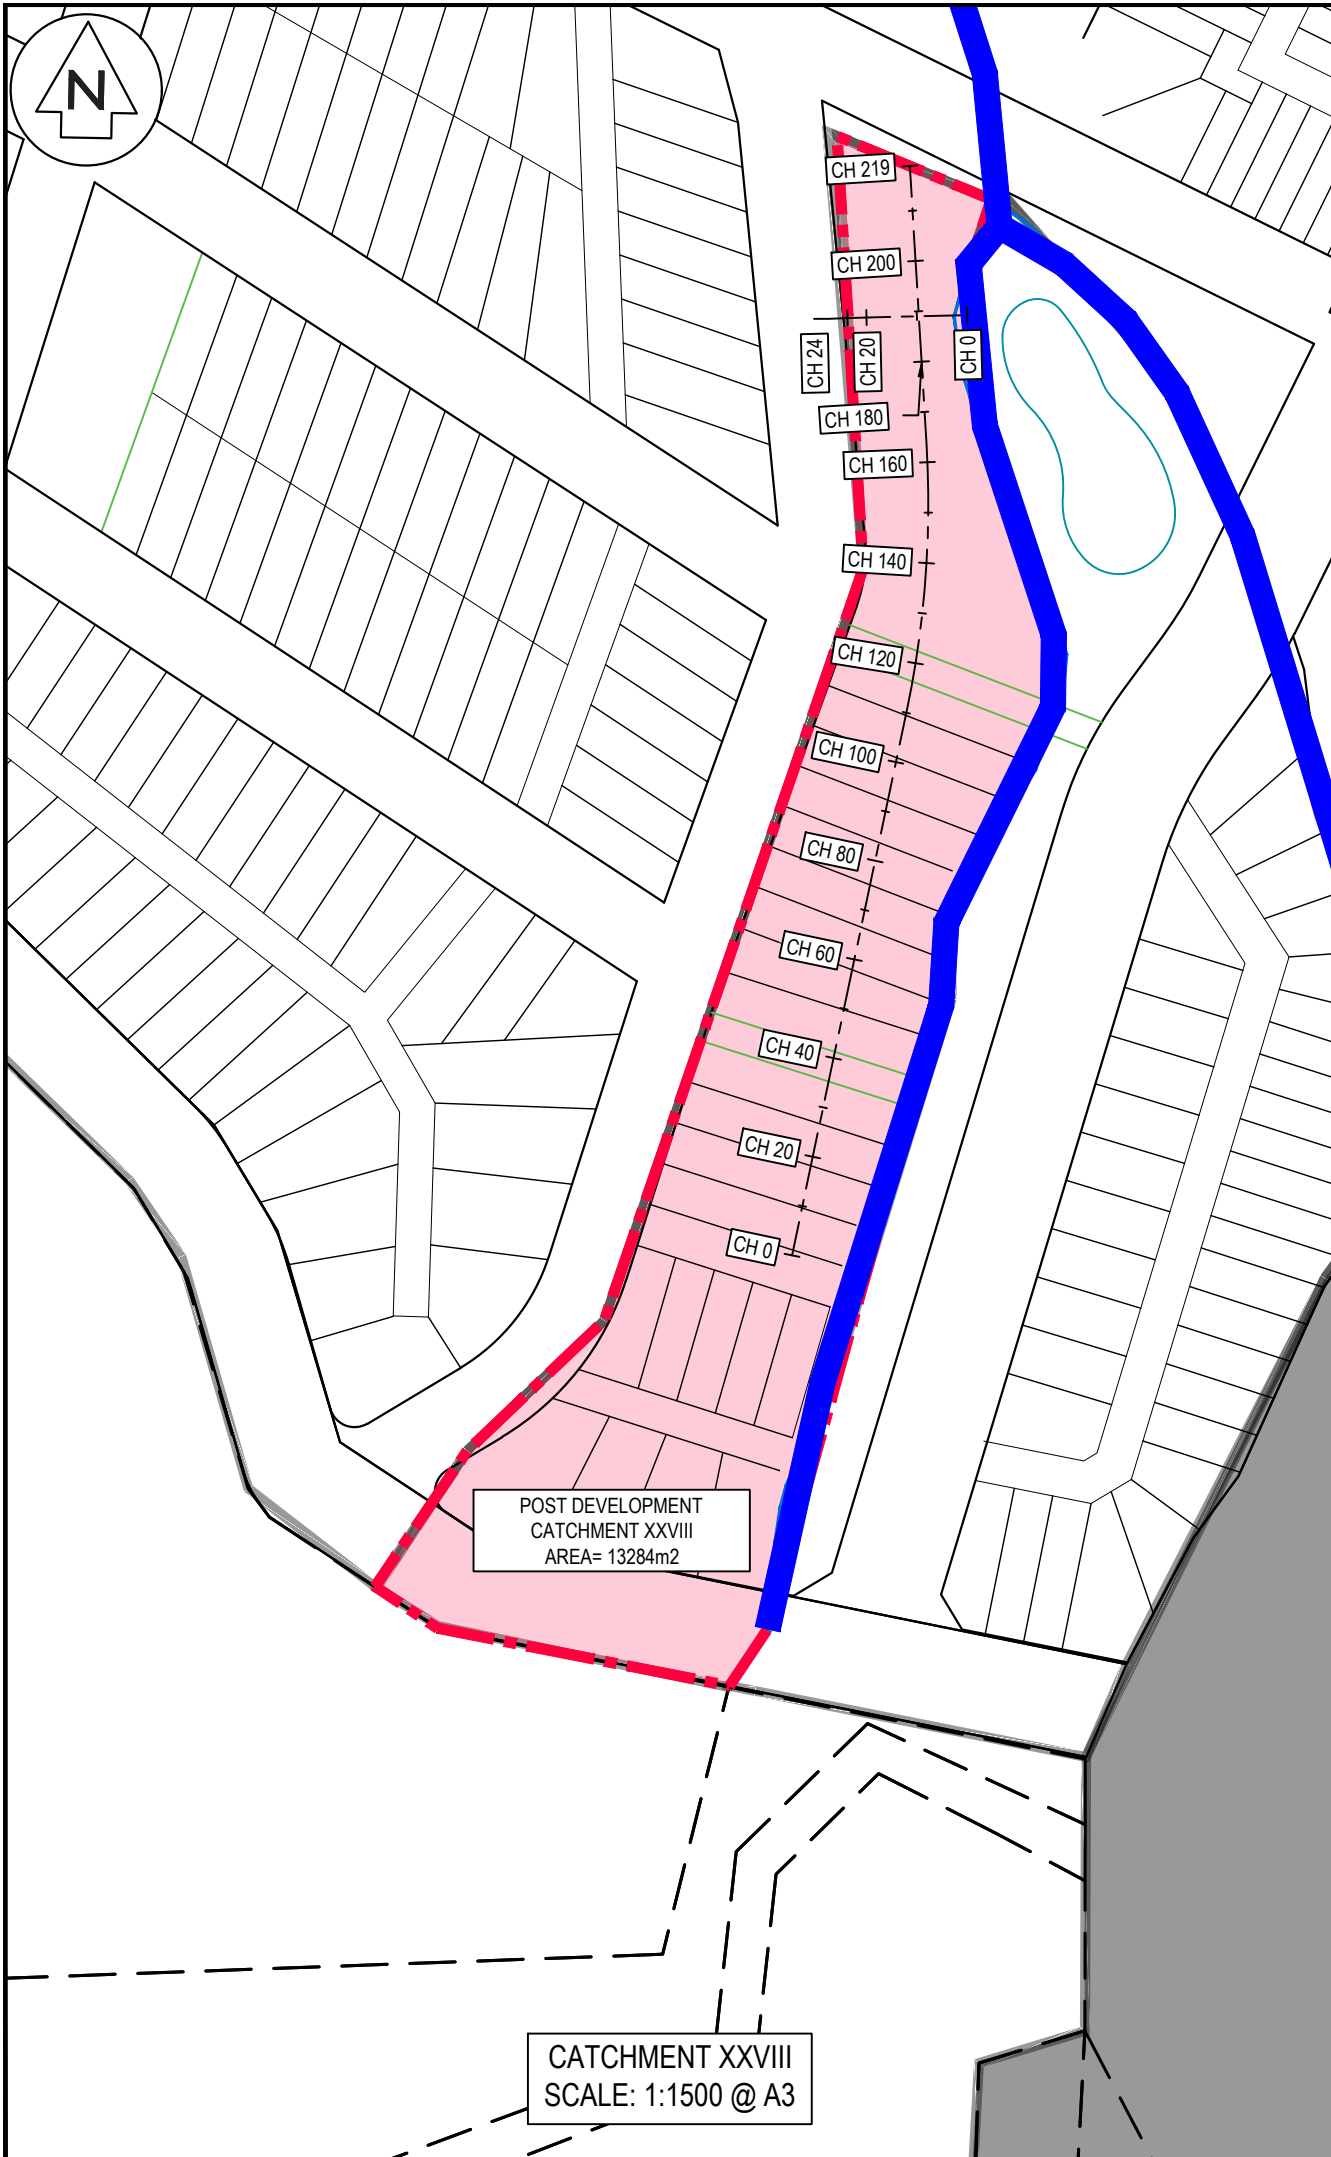 N
CH 219
CH 200
CH 24
CH 20
CH 0
CH 180
CH 160
CH 140
CH 120
CH 100
CH 80
CH 60
CH 40
CH 20
CH 0
POST DEVELOPMENT
CATCHMENT XXVIII
AREA= 13284m2
CATCHMENT XXVIII
SCALE: 1:1500 @ A3